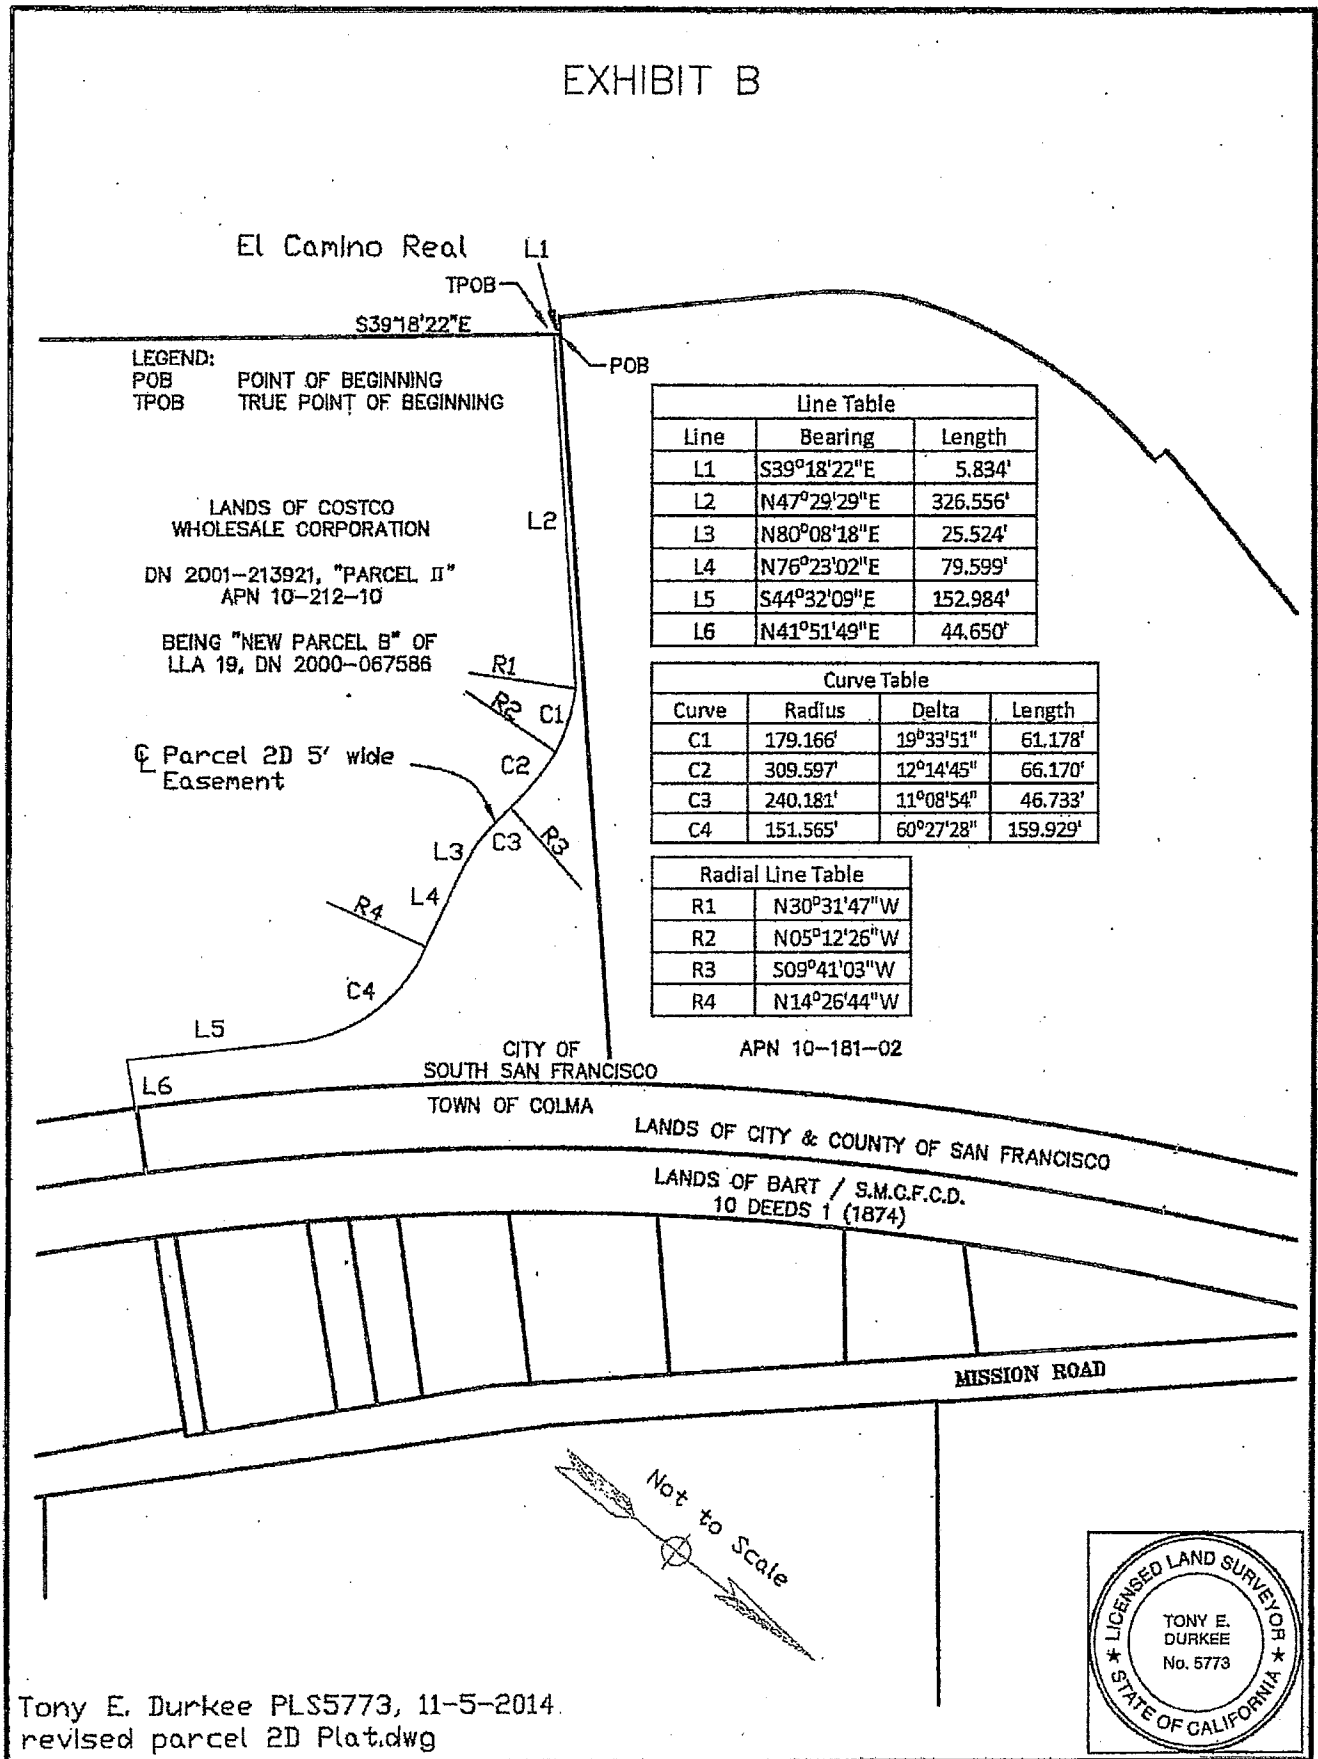 EXHIBIT B
El Camino Real
L1
TPOB
S39°18'22"E
POB
LEGEND:
POB POINT OF BEGINNING
TPOB TRUE POINT OF BEGINNING
LANDS OF COSTCO
WHOLESALE CORPORATION
DN 2001-213921, "PARCEL II"
APN 10-212-10
BEING "NEW PARCEL B" OF
LLA 19, DN 2000-067586
L2
R1
R2
C1
C2
℄ Parcel 2D 5' wide
Easement
C3
R3
L3
L4
R4
C4
L5
L6
Line Table
Line Bearing Length
L1 S39°18'22"E 5.834'
L2 N47°29'29"E 326.556'
L3 N80°08'18"E 25.524'
L4 N76°23'02"E 79.599'
L5 S44°32'09"E 152.984'
L6 N41°51'49"E 44.650'
Curve Table
Curve Radius Delta Length
C1 179.166' 19°33'51" 61.178'
C2 309.597' 12°14'45" 66.170'
C3 240.181' 11°08'54" 46.733'
C4 151.565' 60°27'28" 159.929'
Radial Line Table
R1 N30°31'47"W
R2 N05°12'26"W
R3 S09°41'03"W
R4 N14°26'44"W
APN 10-181-02
CITY OF
SOUTH SAN FRANCISCO
TOWN OF COLMA
LANDS OF CITY & COUNTY OF SAN FRANCISCO
LANDS OF BART / S.M.C.F.C.D.
10 DEEDS 1 (1874)
MISSION ROAD
Not to Scale
LICENSED LAND SURVEYOR
TONY E.
DURKEE
No. 5773
★ STATE OF CALIFORNIA ★
Tony E. Durkee PLS5773, 11-5-2014
revised parcel 2D Plat.dwg